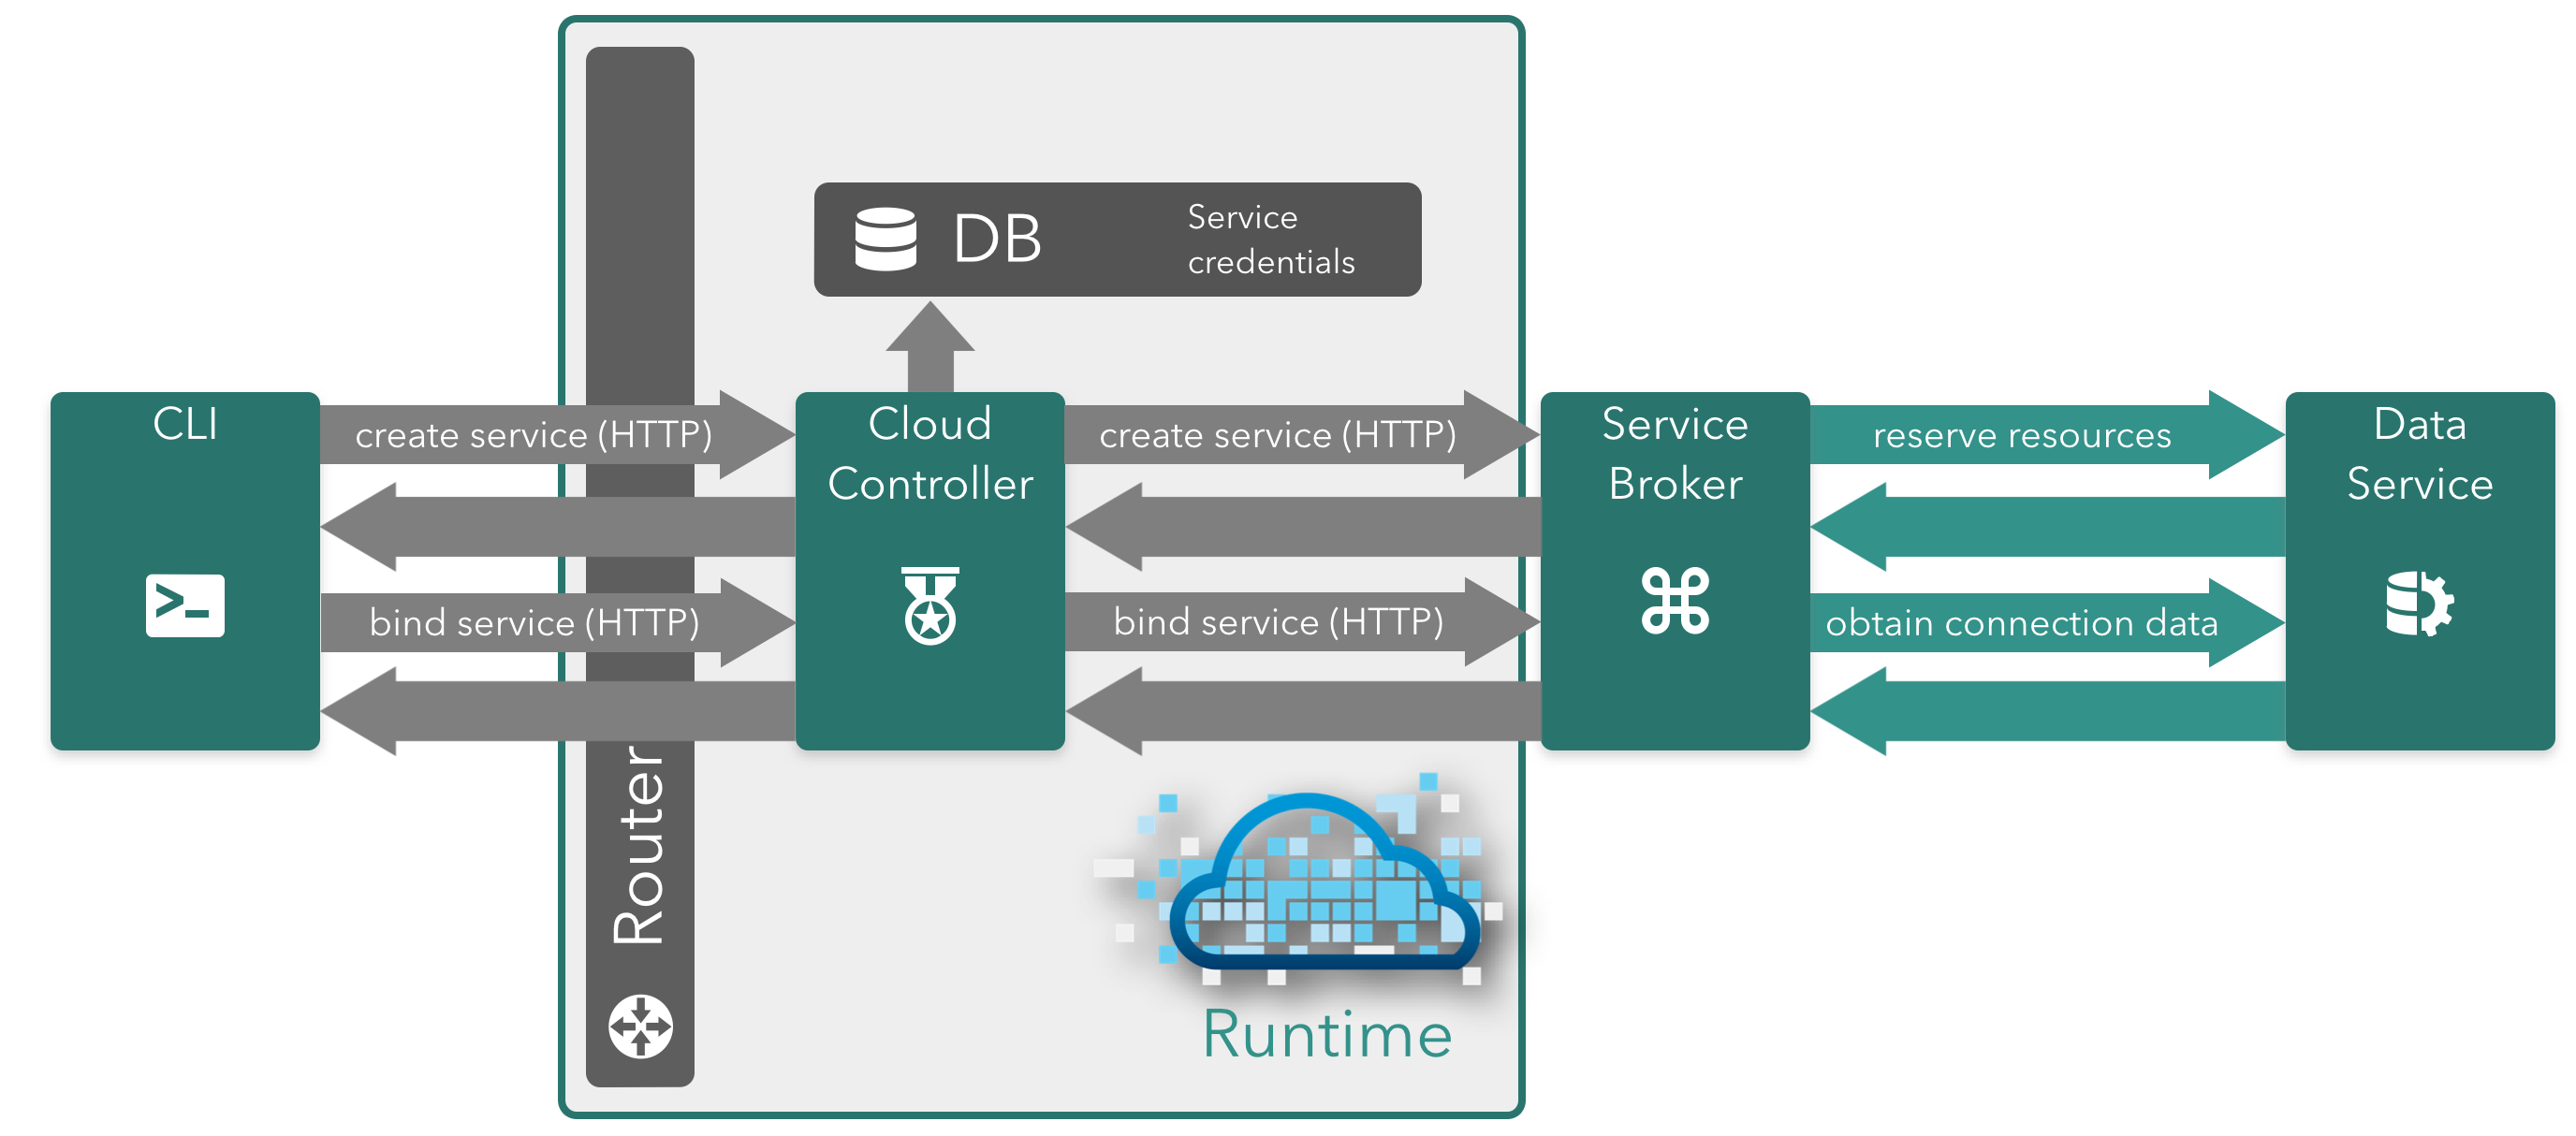 DB
Service
credentials
CLI
create service (HTTP)
Cloud
Controller
create service (HTTP)
Service
Broker
reserve resources
Data
Service
bind service (HTTP)
bind service (HTTP)
obtain connection data
Router
Runtime